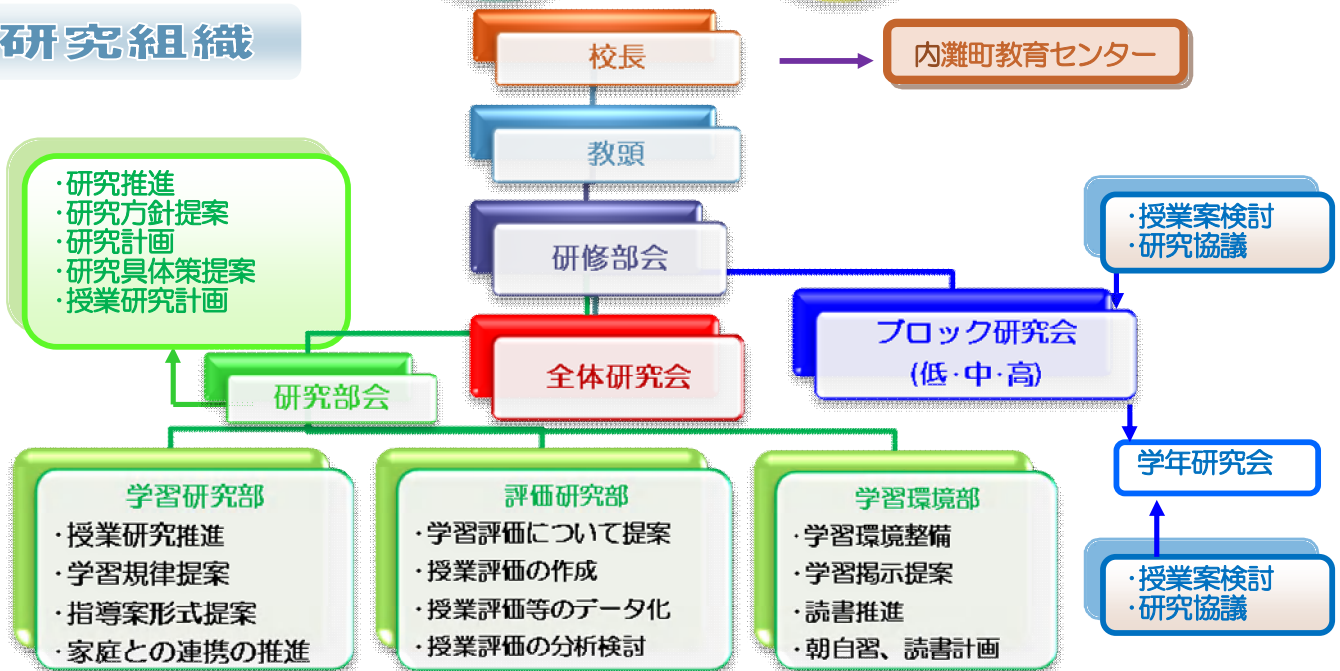 研究組織
校長
内灘町教育センター
教頭
・研究推進
・研究方針提案
・研究計画
・研究具体策提案
・授業研究計画
研修部会
・授業案検討
・研究協議
ブロック研究会
(低・中・高)
全体研究会
研究部会
学年研究会
学習研究部
・授業研究推進
・学習規律提案
・指導案形式提案
・家庭との連携の推進
評価研究部
・学習評価について提案
・授業評価の作成
・授業評価等のデータ化
・授業評価の分析検討
学習環境部
・学習環境整備
・学習掲示提案
・読書推進
・朝自習、読書計画
・授業案検討
・研究協議